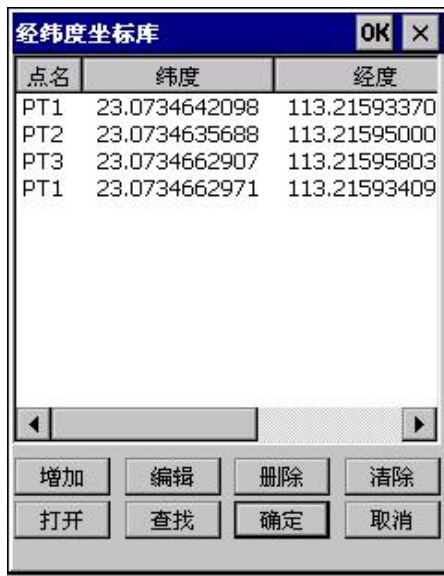 经纬度坐标库 OK ×
点名 纬度 经度
PT1 23.0734642098 113.21593370
PT2 23.0734635688 113.21595000
PT3 23.0734662907 113.21595803
PT1 23.0734662971 113.21593409
增加 编辑 删除 清除
打开 查找 确定 取消